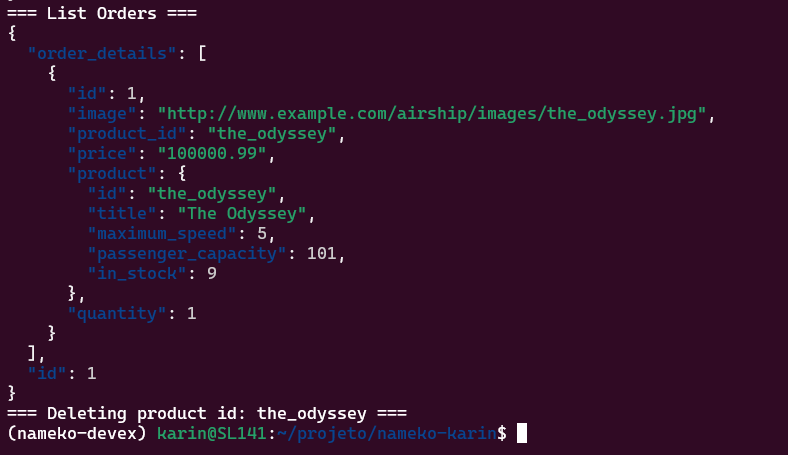 === List Orders ===
{
  "order_details": [
    {
      "id": 1,
      "image": "http://www.example.com/airship/images/the_odyssey.jpg",
      "product_id": "the_odyssey",
      "price": "100000.99",
      "product": {
        "id": "the_odyssey",
        "title": "The Odyssey",
        "maximum_speed": 5,
        "passenger_capacity": 101,
        "in_stock": 9
      },
      "quantity": 1
    }
  ],
  "id": 1
}
=== Deleting product id: the_odyssey ===
(nameko-devex) karin@SL141:~/projeto/nameko-karin$